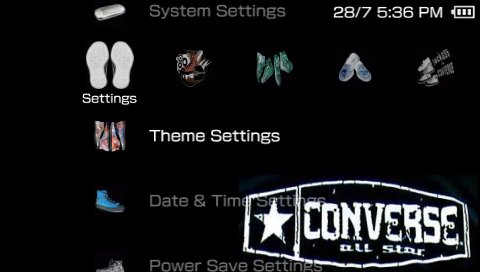 System Settings
28/7 5:36 PM
Settings
Theme Settings
Date & Time Settings
CONVERSE
all star
Power Save Settings